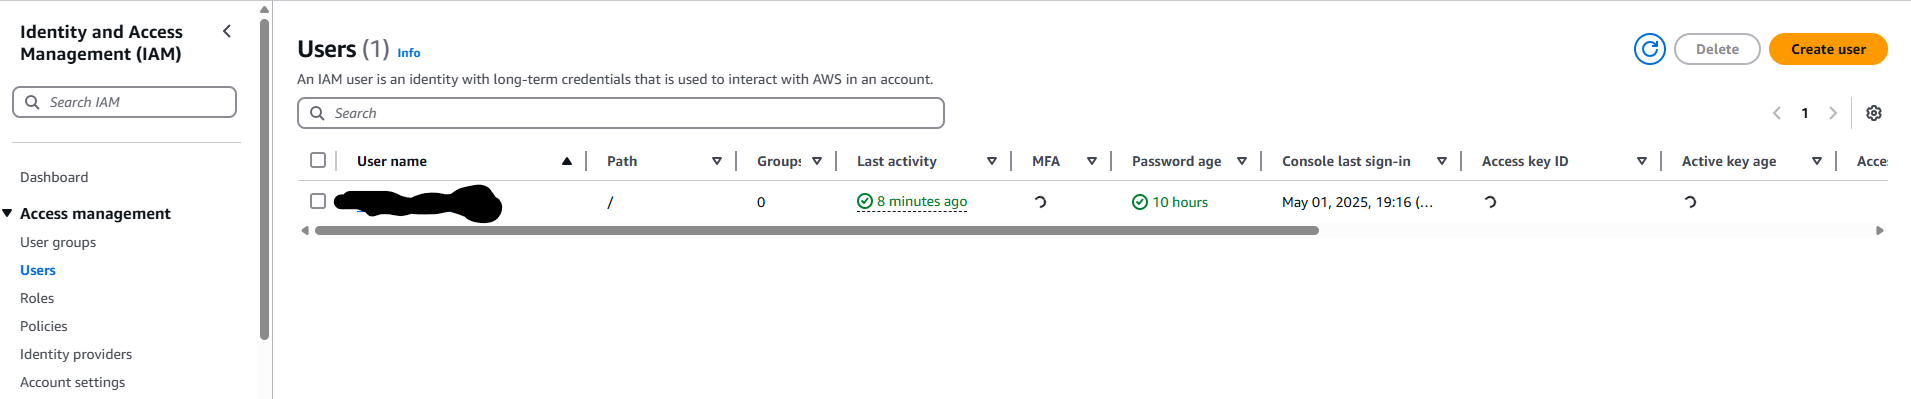 Identity and Access
Management (IAM)
Search IAM
Dashboard
Access management
User groups
Users
Roles
Policies
Identity providers
Account settings
Users (1) Info
Delete
Create user
An IAM user is an identity with long-term credentials that is used to interact with AWS in an account.
Search
1
User name Path Groups Last activity MFA Password age Console last sign-in Access key ID Active key age Acce
/ 0 8 minutes ago 10 hours May 01, 2025, 19:16 (...